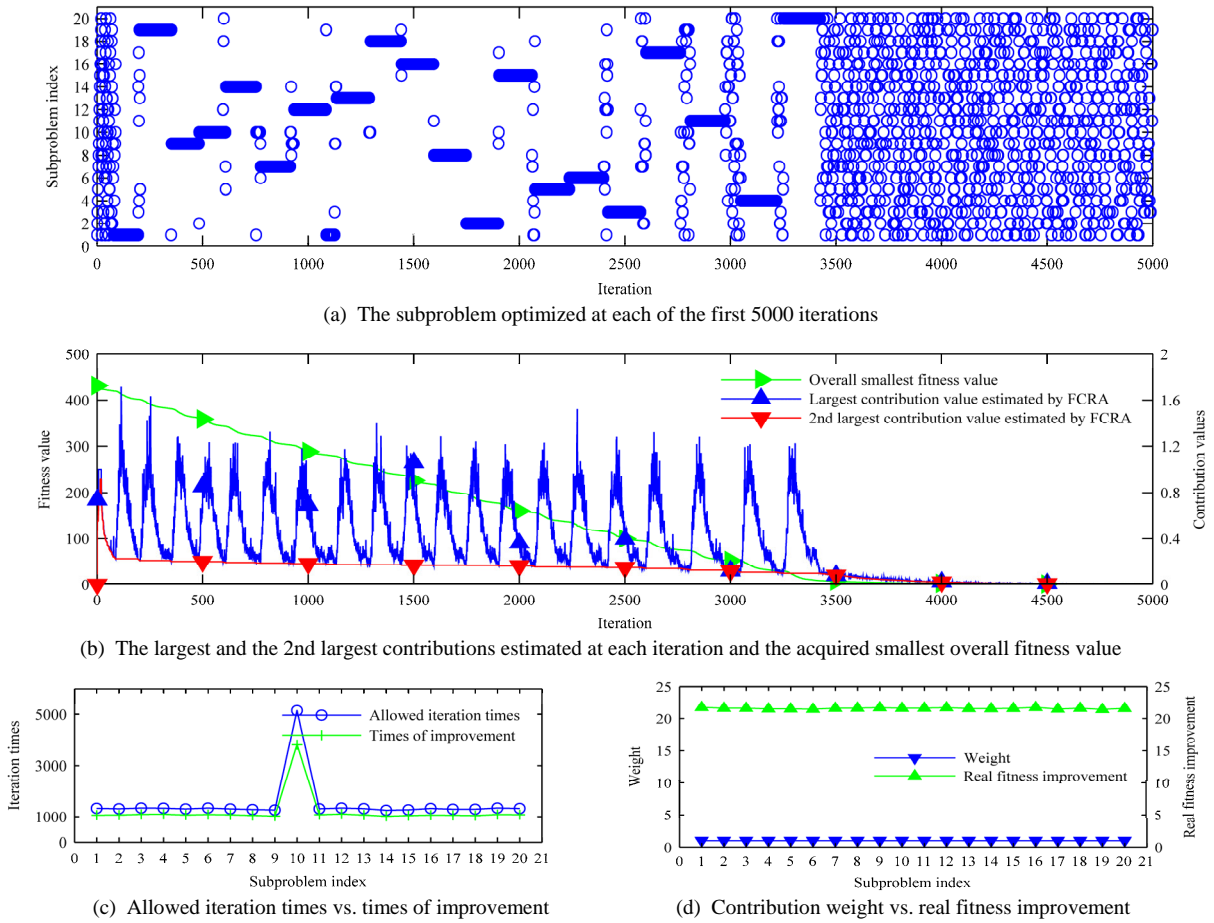 20
18
16
14
12
10
8
6
4
2
0
Subproblem index
0 500 1000 1500 2000 2500 3000 3500 4000 4500 5000
Iteration
(a) The subproblem optimized at each of the first 5000 iterations
500
400
300
200
100
0
Fitness value
2
1.6
1.2
0.8
0.4
0
Contribution values
Overall smallest fitness value
Largest contribution value estimated by FCRA
2nd largest contribution value estimated by FCRA
0 500 1000 1500 2000 2500 3000 3500 4000 4500 5000
Iteration
(b) The largest and the 2nd largest contributions estimated at each iteration and the acquired smallest overall fitness value
5000
3000
1000
0
Iteration times
Allowed iteration times
Times of improvement
0 1 2 3 4 5 6 7 8 9 10 11 12 13 14 15 16 17 18 19 20 21
Subproblem index
(c) Allowed iteration times vs. times of improvement
25
20
15
10
5
0
Weight
25
20
15
10
5
0
Real fitness improvement
Weight
Real fitness improvement
0 1 2 3 4 5 6 7 8 9 10 11 12 13 14 15 16 17 18 19 20 21
Subproblem index
(d) Contribution weight vs. real fitness improvement